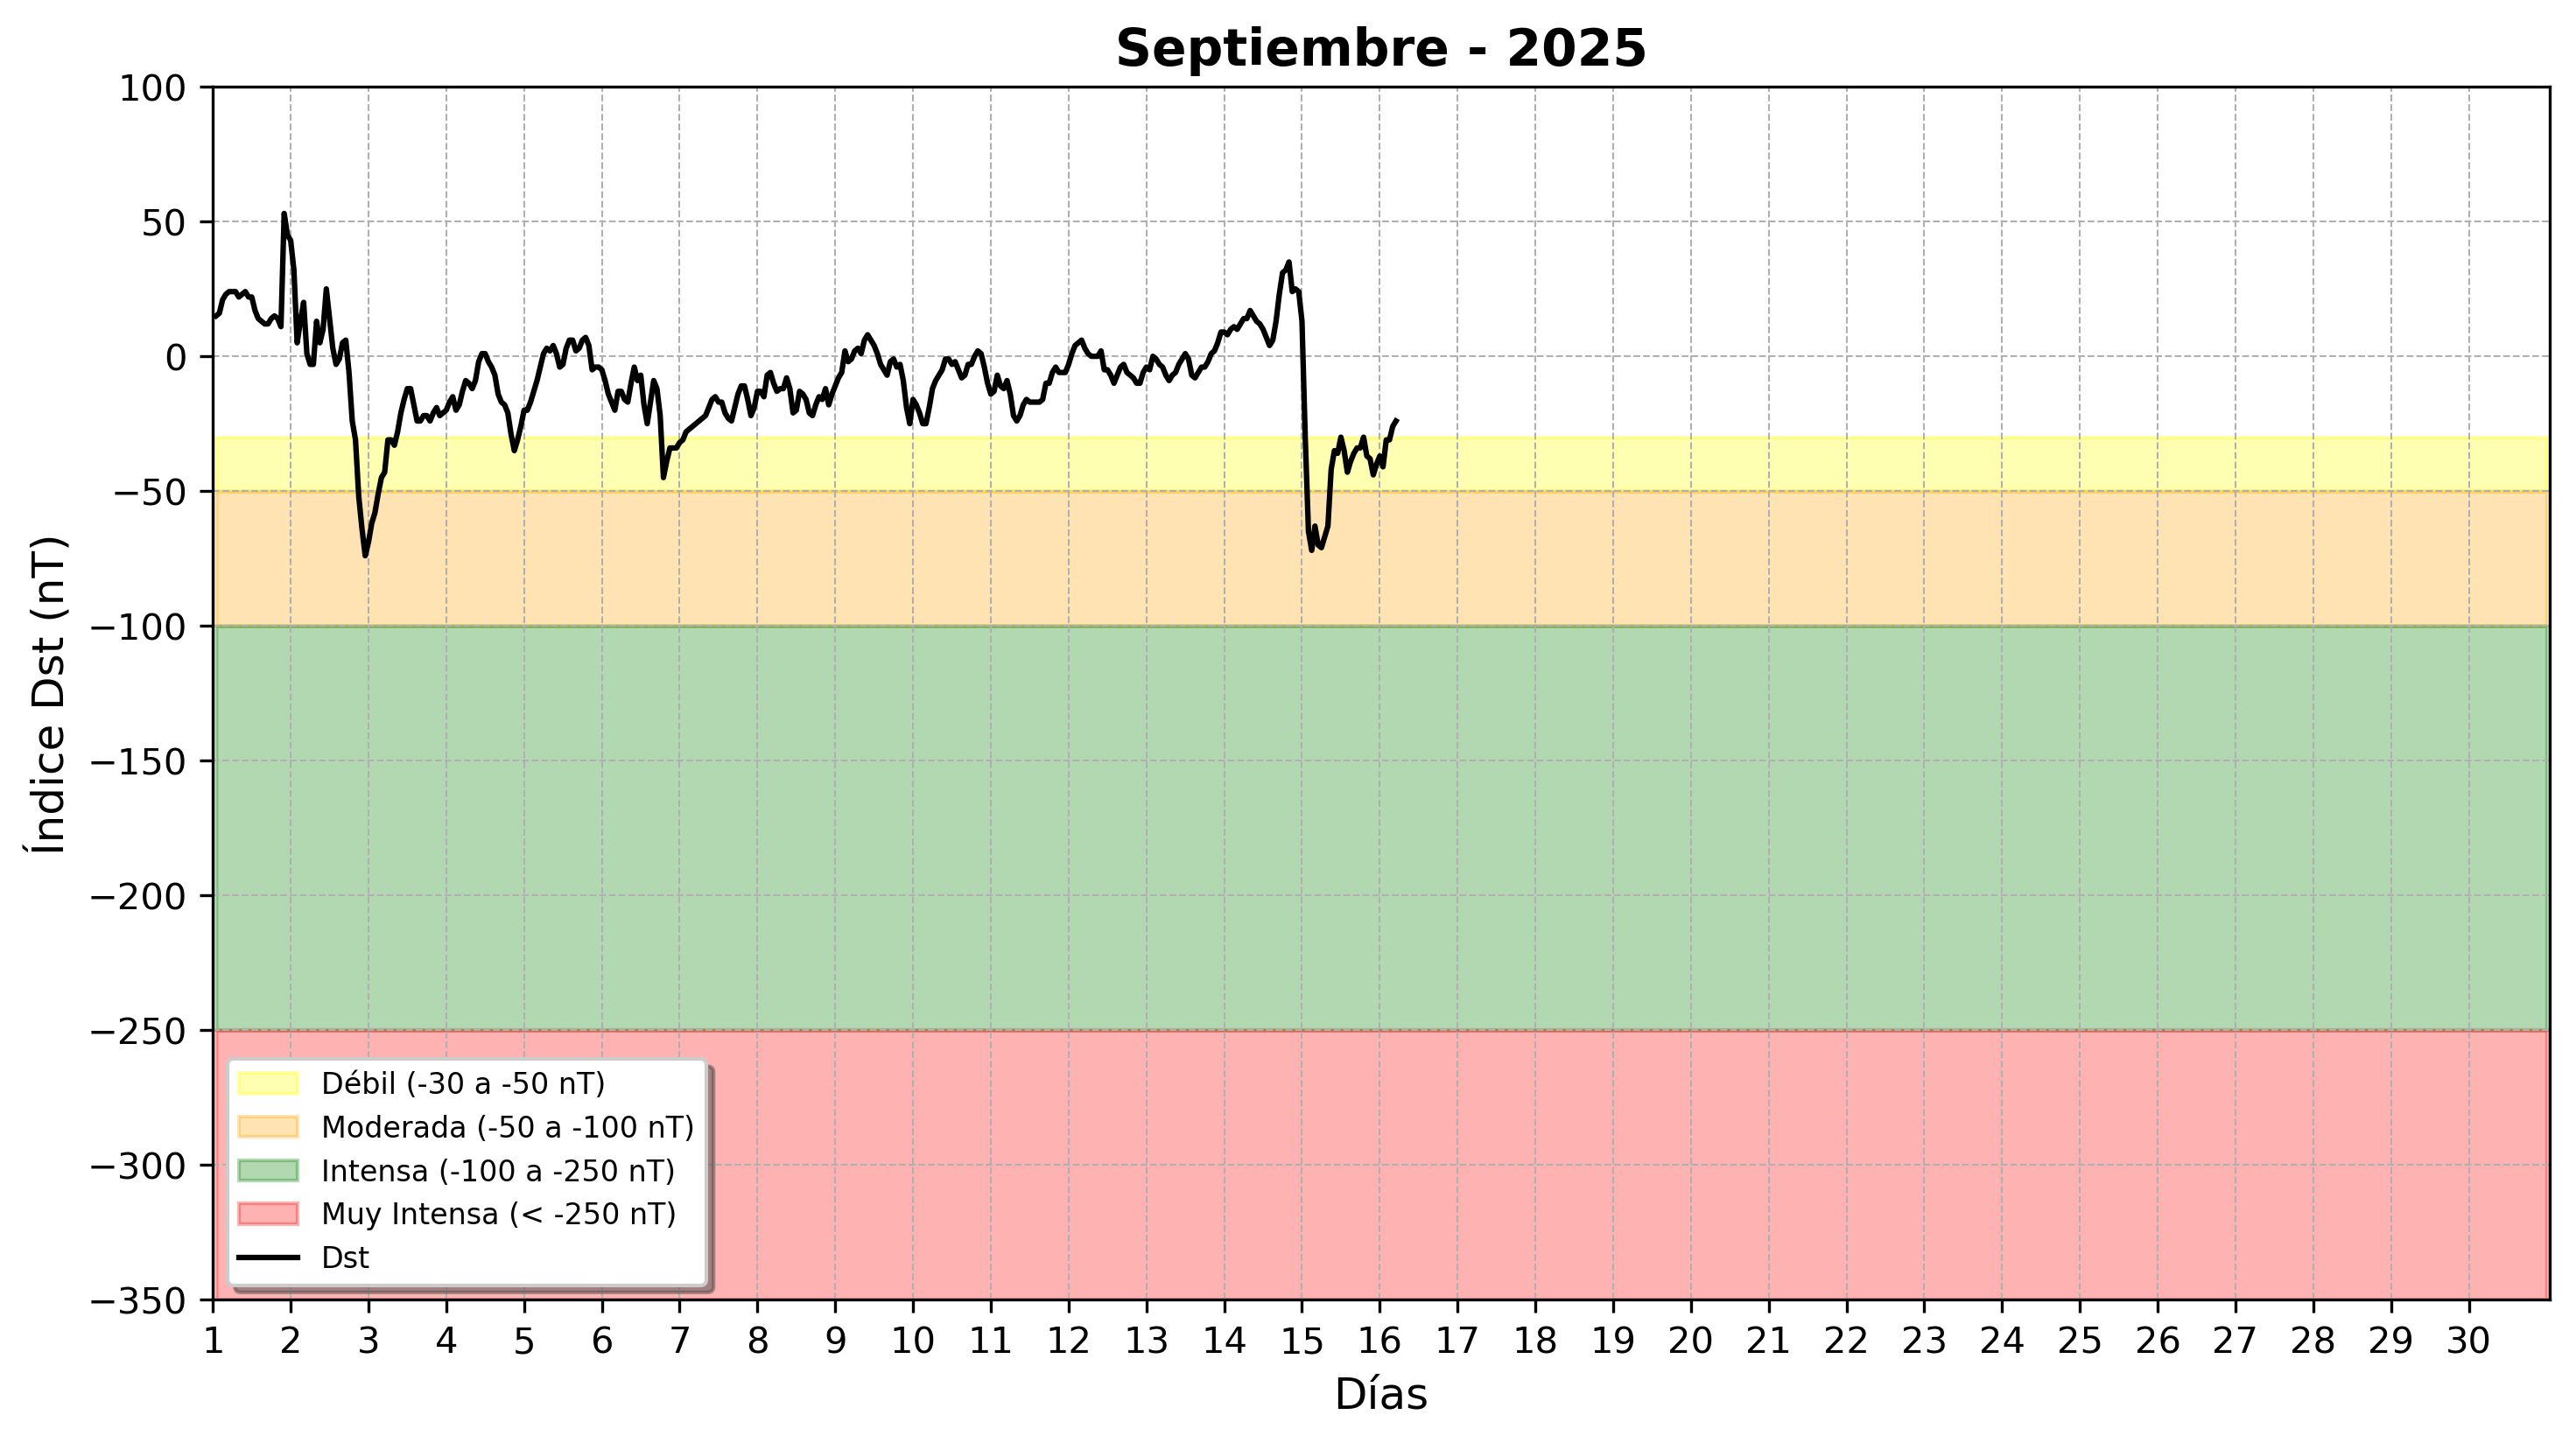 Septiembre - 2025
100
50
0
−50
−100
−150
−200
−250
−300
−350
Índice Dst (nT)
Débil (-30 a -50 nT)
Moderada (-50 a -100 nT)
Intensa (-100 a -250 nT)
Muy Intensa (< -250 nT)
Dst
1 2 3 4 5 6 7 8 9 10 11 12 13 14 15 16 17 18 19 20 21 22 23 24 25 26 27 28 29 30
Días